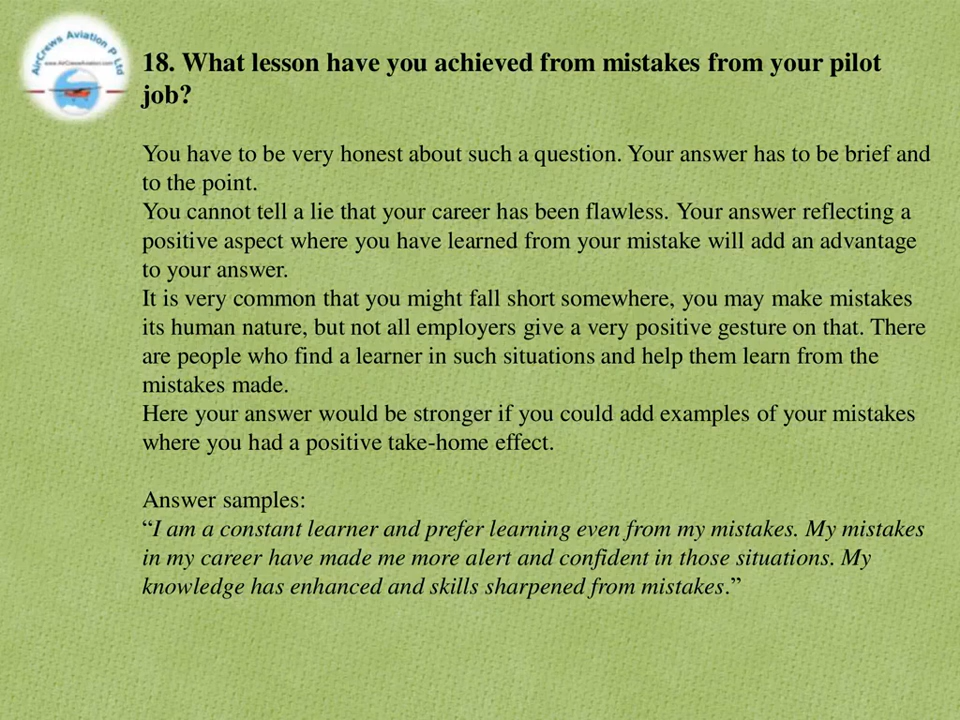 AirCrews Aviation P Ltd
www.AirCrewsAviation.com
18. What lesson have you achieved from mistakes from your pilot
job?
You have to be very honest about such a question. Your answer has to be brief and
to the point.
You cannot tell a lie that your career has been flawless. Your answer reflecting a
positive aspect where you have learned from your mistake will add an advantage
to your answer.
It is very common that you might fall short somewhere, you may make mistakes
its human nature, but not all employers give a very positive gesture on that. There
are people who find a learner in such situations and help them learn from the
mistakes made.
Here your answer would be stronger if you could add examples of your mistakes
where you had a positive take-home effect.
Answer samples:
“I am a constant learner and prefer learning even from my mistakes. My mistakes
in my career have made me more alert and confident in those situations. My
knowledge has enhanced and skills sharpened from mistakes.”